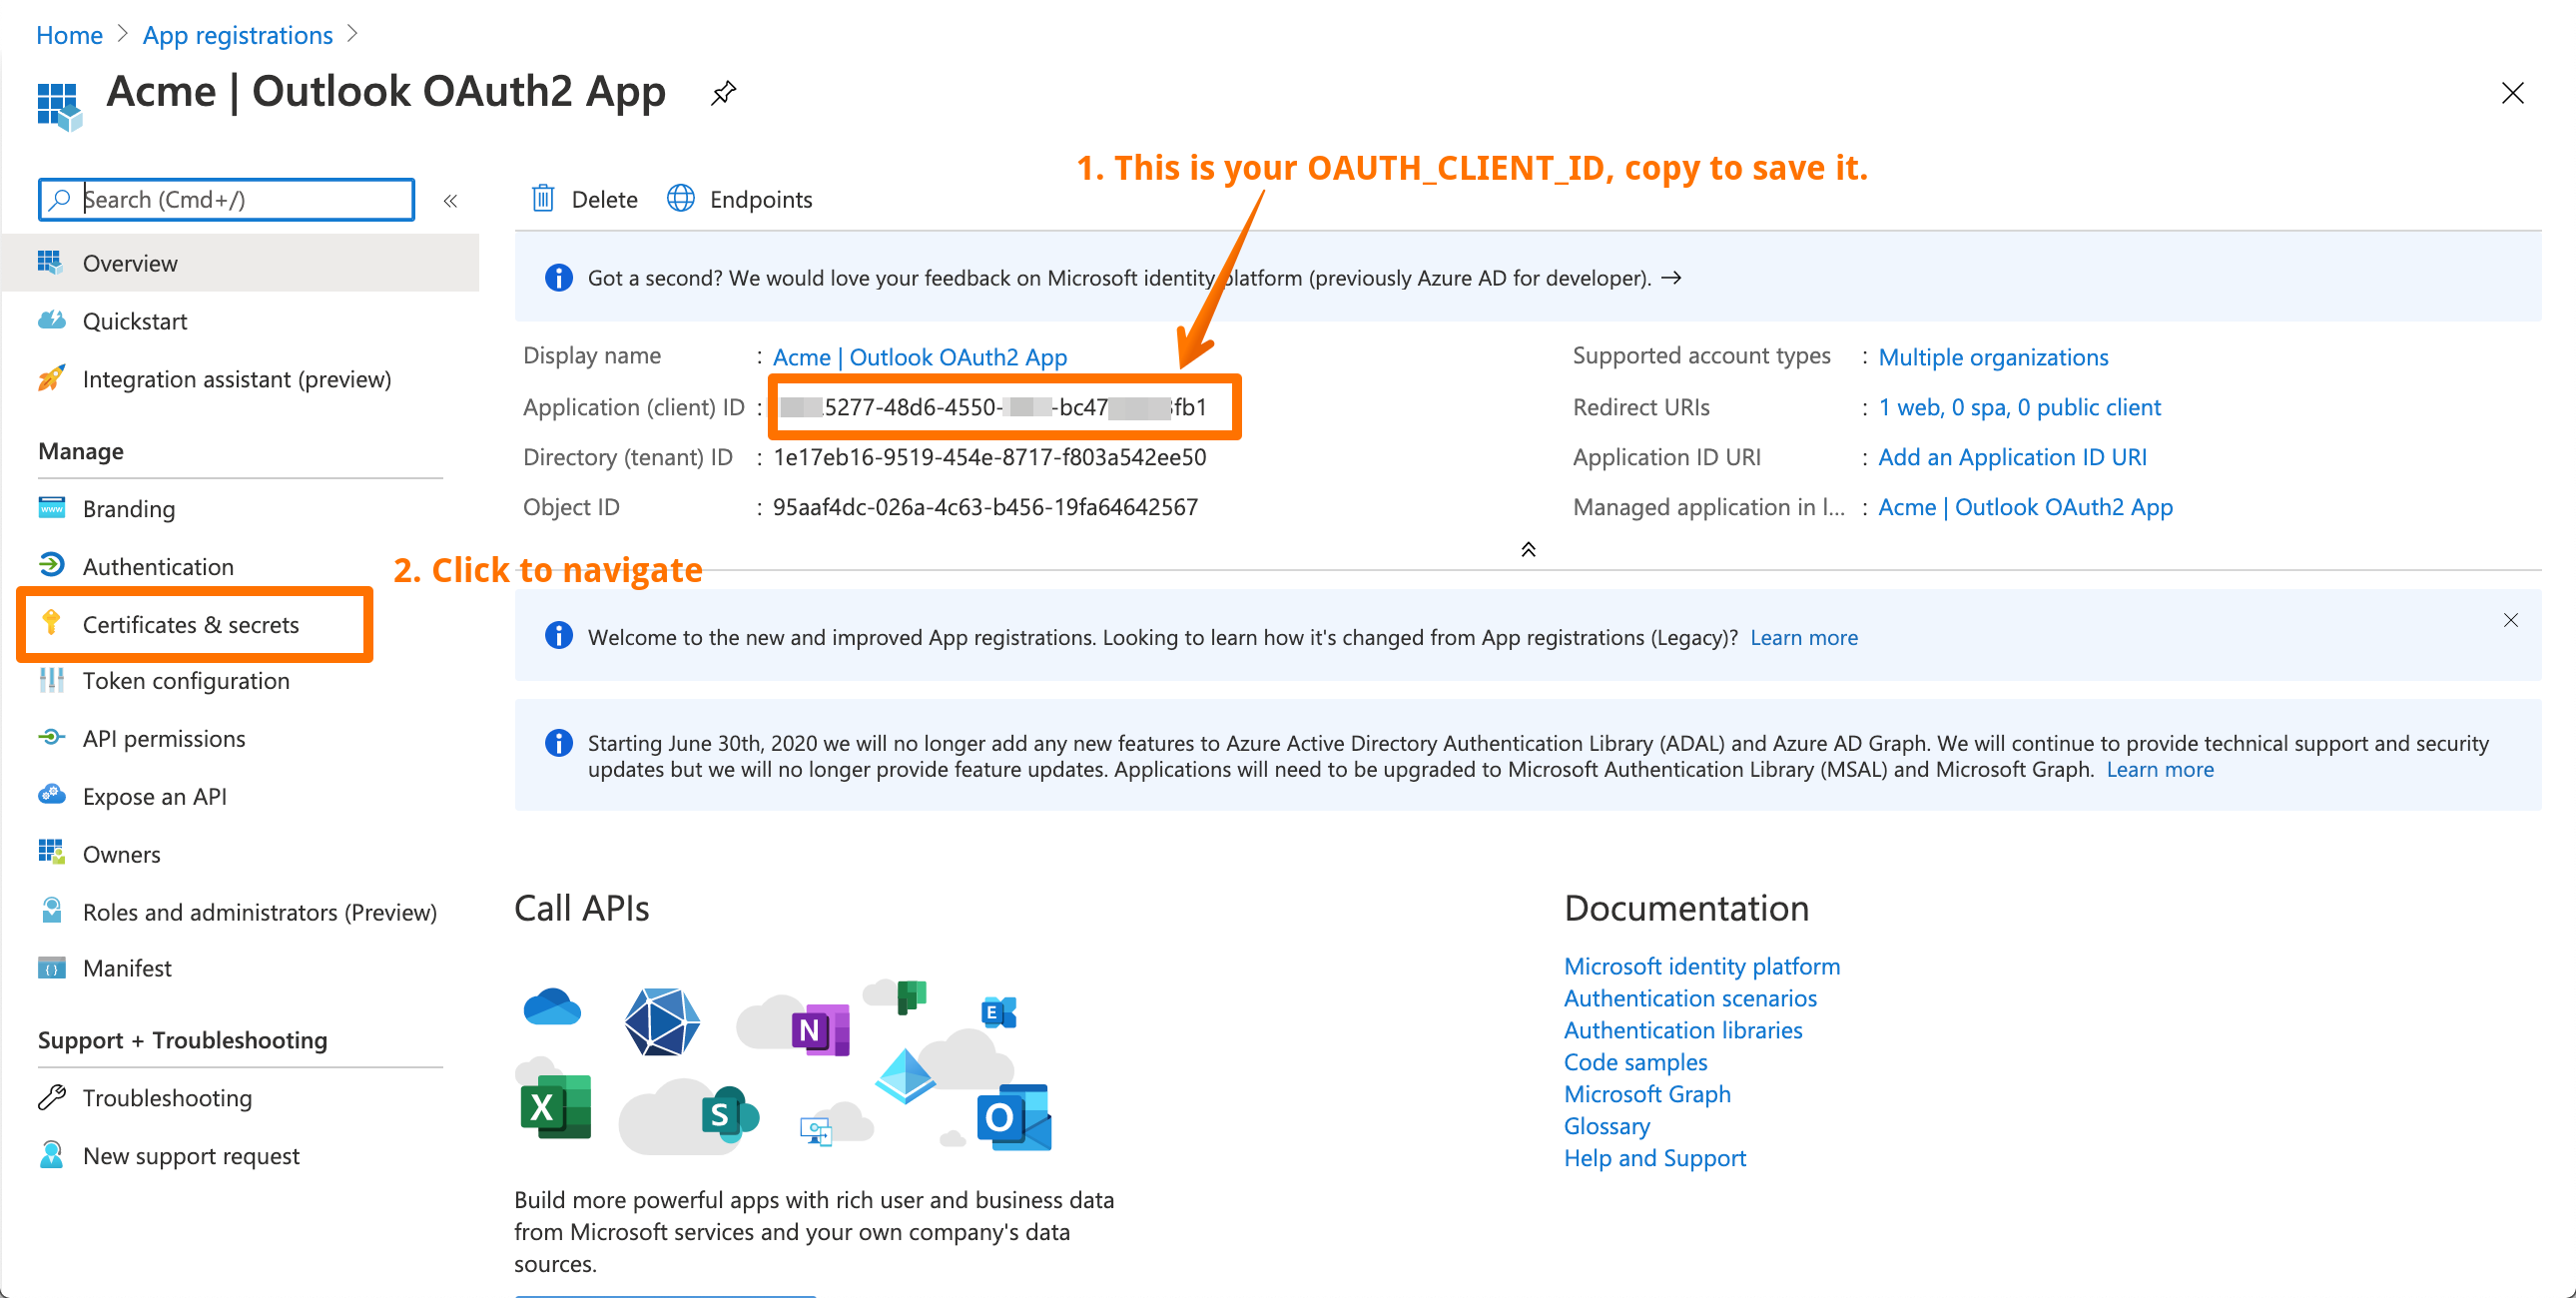 Home > App registrations >
Acme | Outlook OAuth2 App
1. This is your OAUTH_CLIENT_ID, copy to save it.
Search (Cmd+/)
«
Delete
Endpoints
Overview
Quickstart
Integration assistant (preview)
Manage
Branding
Authentication
Certificates & secrets
2. Click to navigate
Token configuration
API permissions
Expose an API
Owners
Roles and administrators (Preview)
Manifest
Support + Troubleshooting
Troubleshooting
New support request
Got a second? We would love your feedback on Microsoft identity platform (previously Azure AD for developer). →
Display name : Acme | Outlook OAuth2 App
Application (client) ID : 5277-48d6-4550- -bc47 fb1
Directory (tenant) ID : 1e17eb16-9519-454e-8717-f803a542ee50
Object ID : 95aaf4dc-026a-4c63-b456-19fa64642567
Supported account types : Multiple organizations
Redirect URIs : 1 web, 0 spa, 0 public client
Application ID URI : Add an Application ID URI
Managed application in l... : Acme | Outlook OAuth2 App
Welcome to the new and improved App registrations. Looking to learn how it's changed from App registrations (Legacy)? Learn more
Starting June 30th, 2020 we will no longer add any new features to Azure Active Directory Authentication Library (ADAL) and Azure AD Graph. We will continue to provide technical support and security
updates but we will no longer provide feature updates. Applications will need to be upgraded to Microsoft Authentication Library (MSAL) and Microsoft Graph. Learn more
Call APIs
N
E
X
S
O
Build more powerful apps with rich user and business data
from Microsoft services and your own company's data
sources.
Documentation
Microsoft identity platform
Authentication scenarios
Authentication libraries
Code samples
Microsoft Graph
Glossary
Help and Support